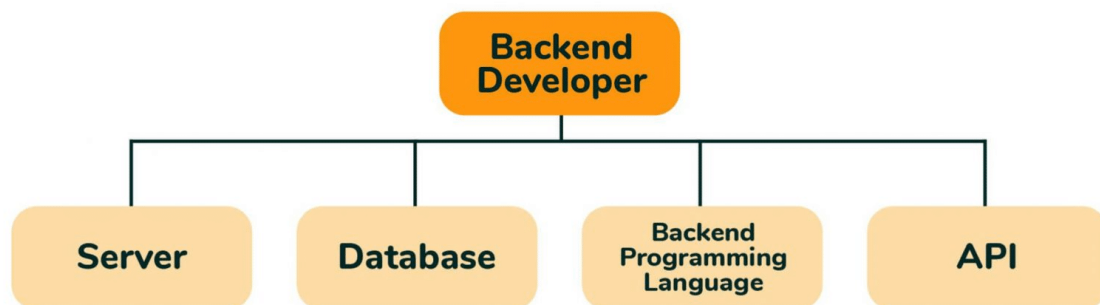 Backend
Developer
Server
Database
Backend
Programming
Language
API